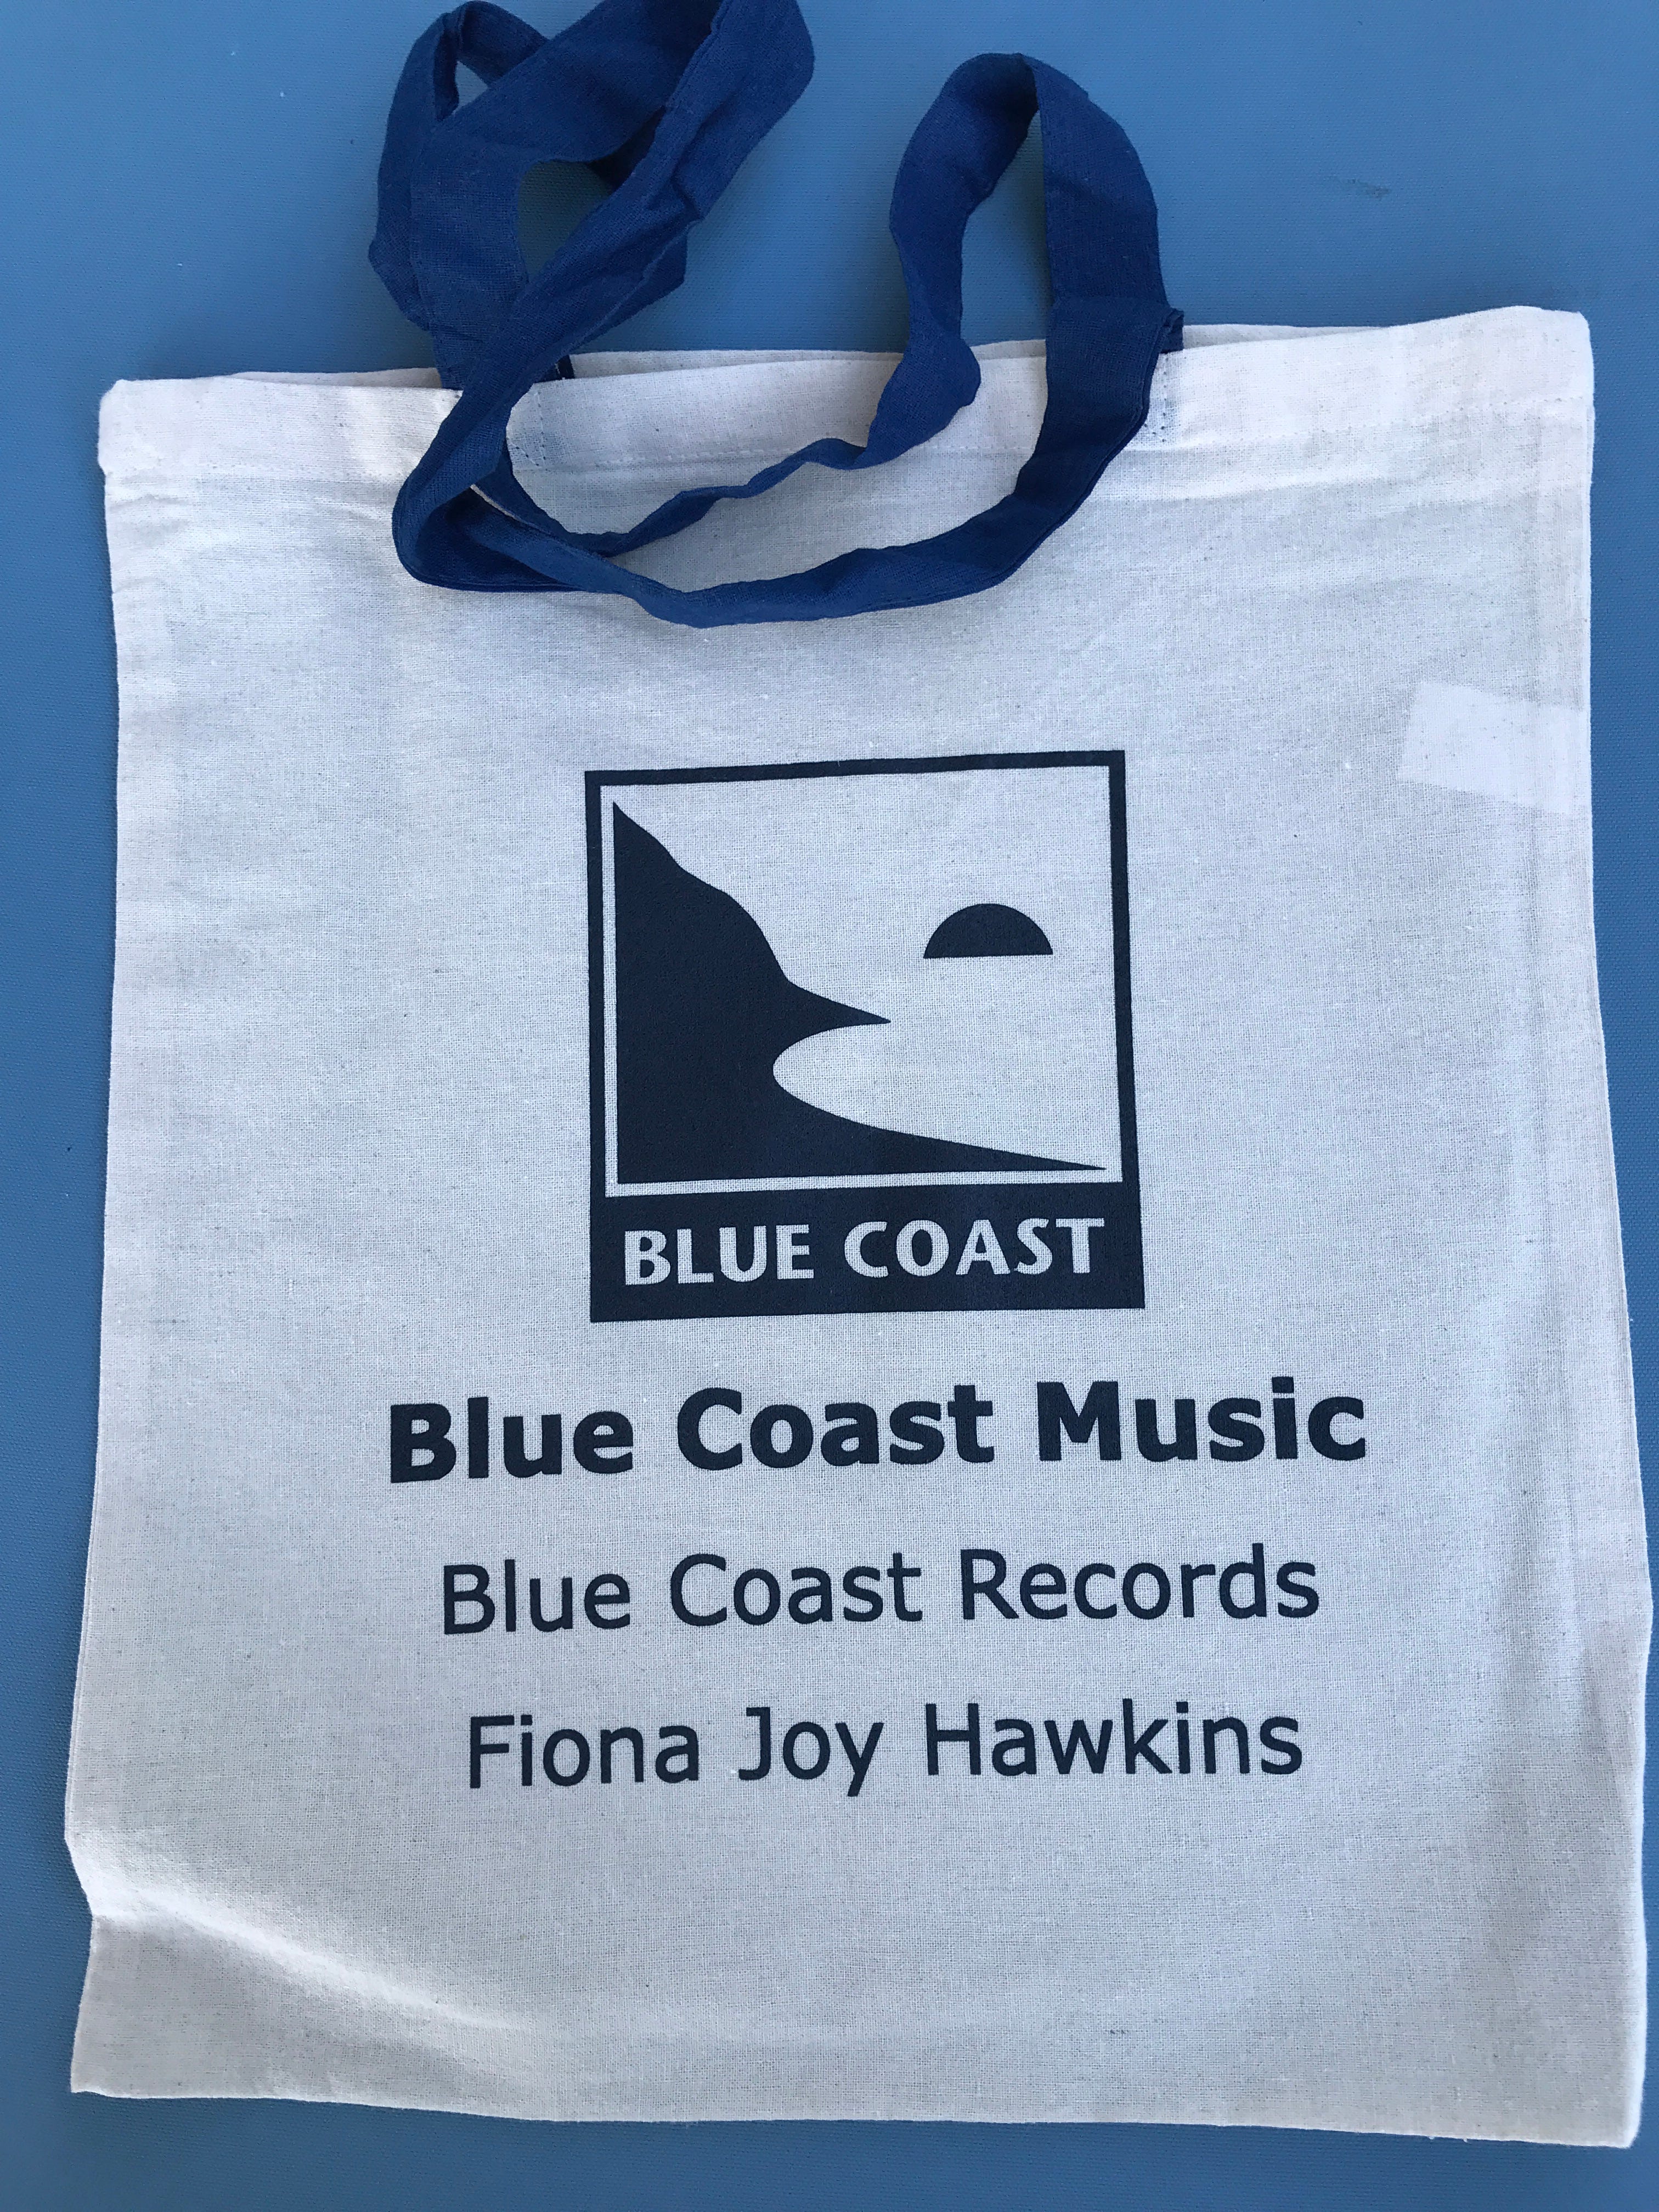 BLUE COAST
Blue Coast Music
Blue Coast Records
Fiona Joy Hawkins